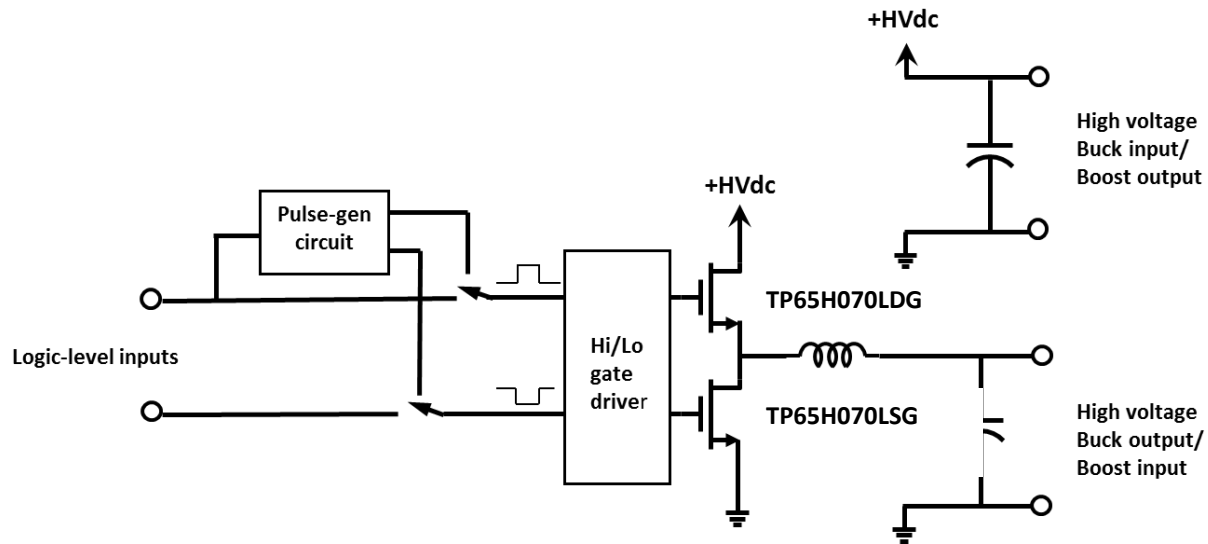 +HVdc
High voltage
Buck input/
Boost output
+HVdc
Pulse-gen
circuit
TP65H070LDG
Logic-level inputs
Hi/Lo
gate
driver
TP65H070LSG
High voltage
Buck output/
Boost input